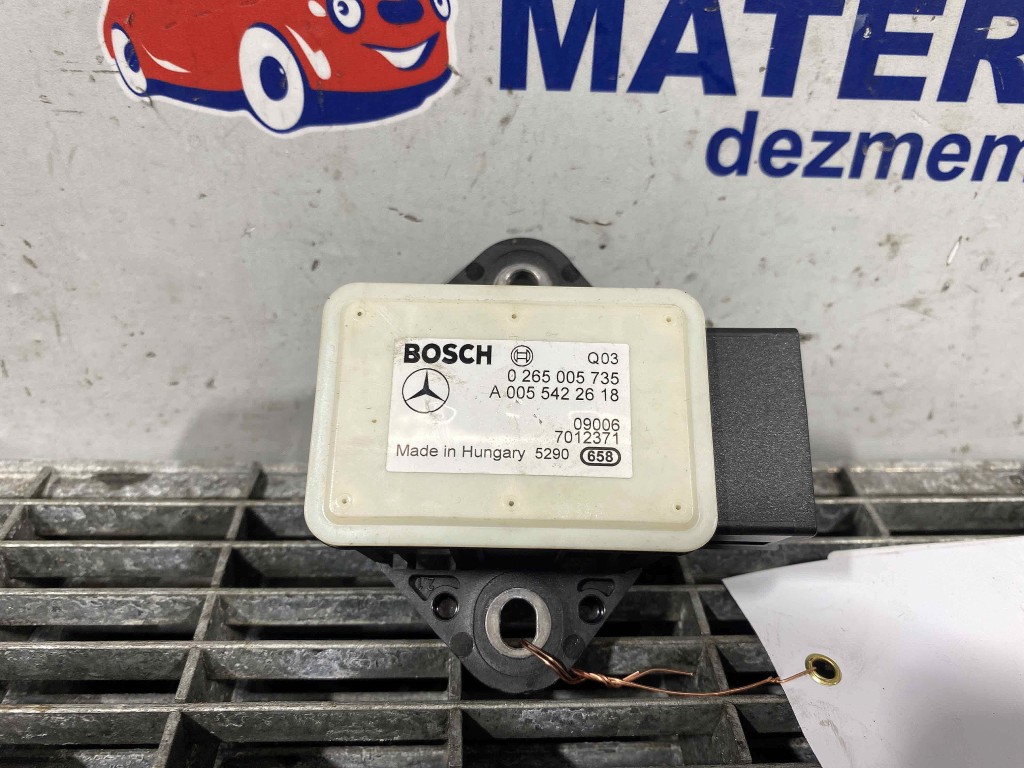 MATER
dezmem
BOSCH Q03
0 265 005 735
A 005 542 26 18
09006
7012371
Made in Hungary 5290 658